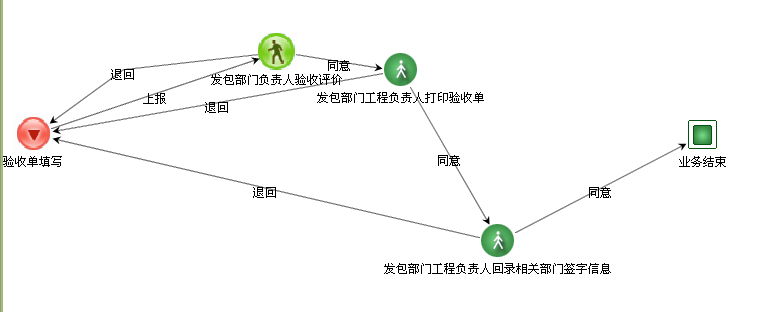 退回
同意
发包部门负责人验收评价
上报
退回
发包部门工程负责人打印验收单
验收单填写
同意
业务结束
退回
同意
发包部门工程负责人回录相关部门签字信息